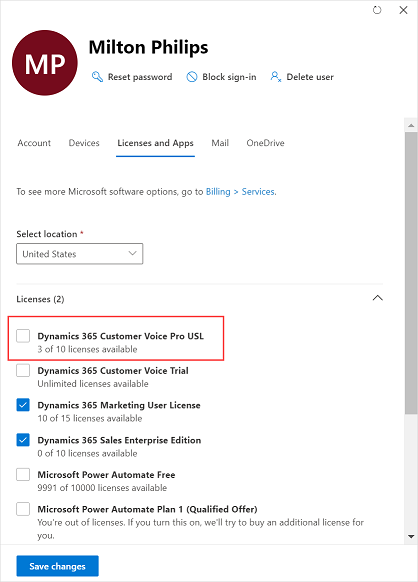 MP
Milton Philips
Reset password Block sign-in Delete user
Account Devices Licenses and Apps Mail OneDrive
To see more Microsoft software options, go to Billing > Services.
Select location *
United States
Licenses (2)
Dynamics 365 Customer Voice Pro USL
3 of 10 licenses available
Dynamics 365 Customer Voice Trial
Unlimited licenses available
Dynamics 365 Marketing User License
10 of 15 licenses available
Dynamics 365 Sales Enterprise Edition
0 of 10 licenses available
Microsoft Power Automate Free
9991 of 10000 licenses available
Microsoft Power Automate Plan 1 (Qualified Offer)
You're out of licenses. If you turn this on, we'll try to buy an additional license for
you.
Save changes